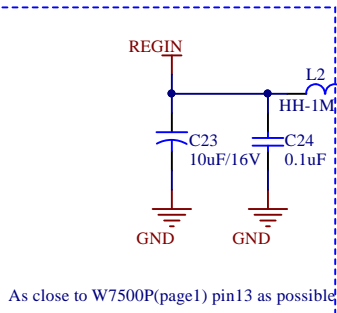 REGIN
L2
HH-1M
C23
10uF/16V
C24
0.1uF
GND
GND
As close to W7500P(page1) pin13 as possible